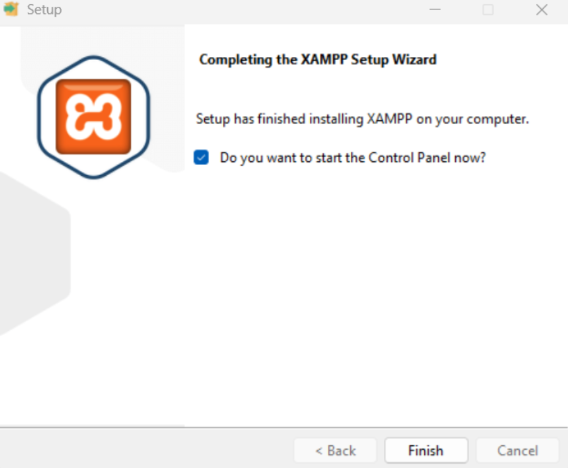 Setup
Completing the XAMPP Setup Wizard
Setup has finished installing XAMPP on your computer.
Do you want to start the Control Panel now?
< Back
Finish
Cancel